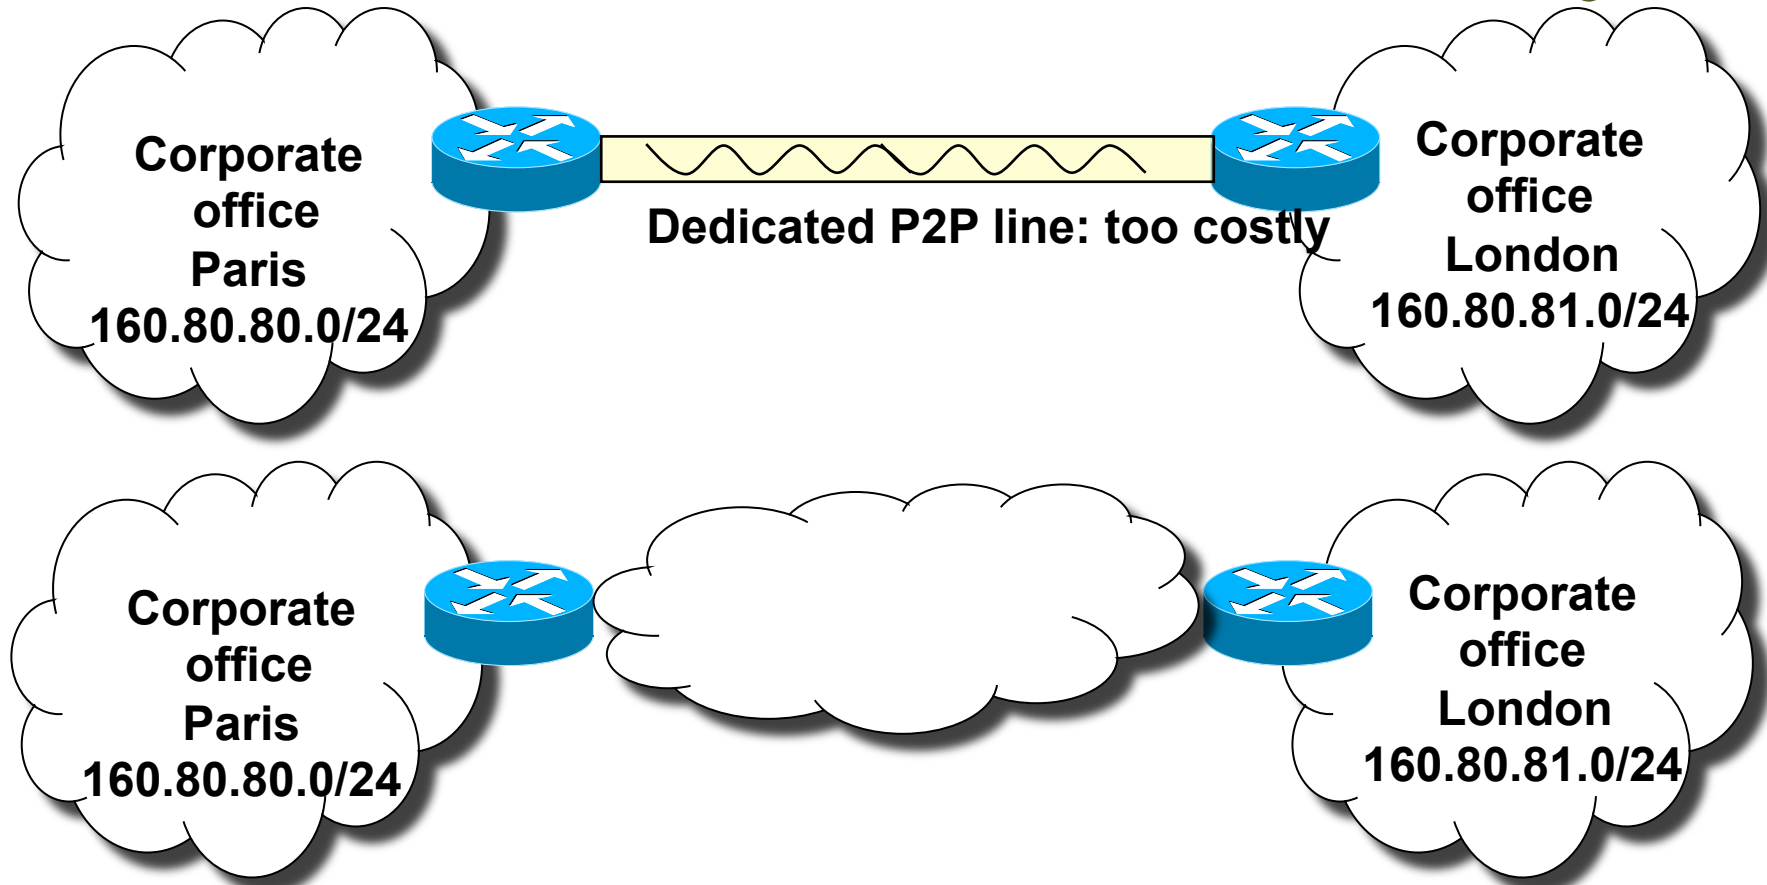 Corporate
office
Paris
160.80.80.0/24
Dedicated P2P line: too costly
Corporate
office
London
160.80.81.0/24
Corporate
office
Paris
160.80.80.0/24
Corporate
office
London
160.80.81.0/24